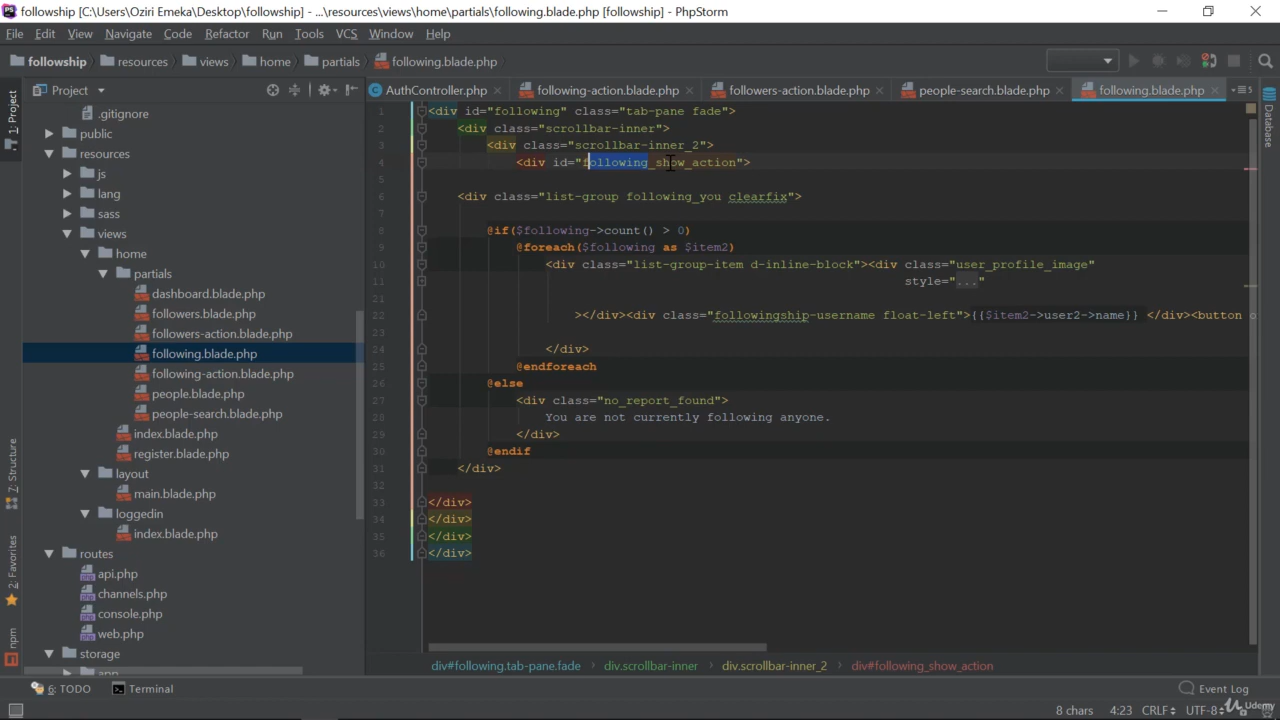 followship [C:\Users\Oziri Emeka\Desktop\followship] - ...\resources\views\home\partials\following.blade.php [followship] - PhpStorm
File Edit View Navigate Code Refactor Run Tools VCS Window Help
followship resources views home partials following.blade.php
Project AuthController.php following-action.blade.php followers-action.blade.php people-search.blade.php following.blade.php
1: Project
7: Structure
2: Favorites
npm
Database
.gitignore
public
resources
js
lang
sass
views
home
partials
dashboard.blade.php
followers.blade.php
followers-action.blade.php
following.blade.php
following-action.blade.php
people.blade.php
people-search.blade.php
index.blade.php
register.blade.php
layout
main.blade.php
loggedin
index.blade.php
routes
api.php
channels.php
console.php
web.php
storage
app
1 <div id="following" class="tab-pane fade">
2 <div class="scrollbar-inner">
3 <div class="scrollbar-inner_2">
4 <div id="following_show_action">
5
6 <div class="list-group following_you clearfix">
7
8 @if($following->count() > 0)
9 @foreach($following as $item2)
10 <div class="list-group-item d-inline-block"><div class="user_profile_image"
11 style="..."
21
22 ></div><div class="followingship-username float-left">{{$item2->user2->name}} </div><button
23
24 </div>
25 @endforeach
26 @else
27 <div class="no_report_found">
28 You are not currently following anyone.
29 </div>
30 @endif
31 </div>
32
33 </div>
34 </div>
35 </div>
36 </div>
div#following.tab-pane.fade div.scrollbar-inner div.scrollbar-inner_2 div#following_show_action
6: TODO Terminal Event Log
8 chars 4:23 CRLF UTF-8
Udemy